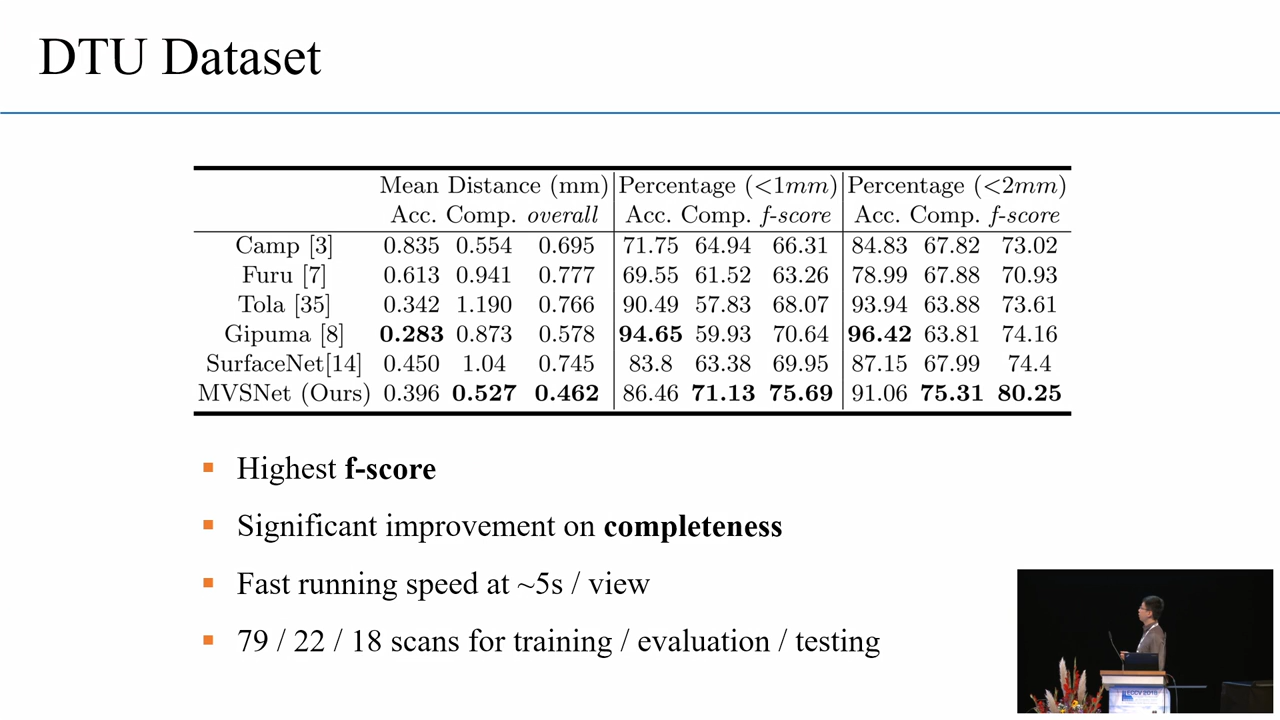 DTU Dataset
Mean Distance (mm) Percentage (<1mm) Percentage (<2mm)
Acc. Comp. overall Acc. Comp. f-score Acc. Comp. f-score
Camp [3] 0.835 0.554 0.695 71.75 64.94 66.31 84.83 67.82 73.02
Furu [7] 0.613 0.941 0.777 69.55 61.52 63.26 78.99 67.88 70.93
Tola [35] 0.342 1.190 0.766 90.49 57.83 68.07 93.94 63.88 73.61
Gipuma [8] 0.283 0.873 0.578 94.65 59.93 70.64 96.42 63.81 74.16
SurfaceNet[14] 0.450 1.04 0.745 83.8 63.38 69.95 87.15 67.99 74.4
MVSNet (Ours) 0.396 0.527 0.462 86.46 71.13 75.69 91.06 75.31 80.25
▪ Highest f-score
▪ Significant improvement on completeness
▪ Fast running speed at ~5s / view
▪ 79 / 22 / 18 scans for training / evaluation / testing
ECCV 2018